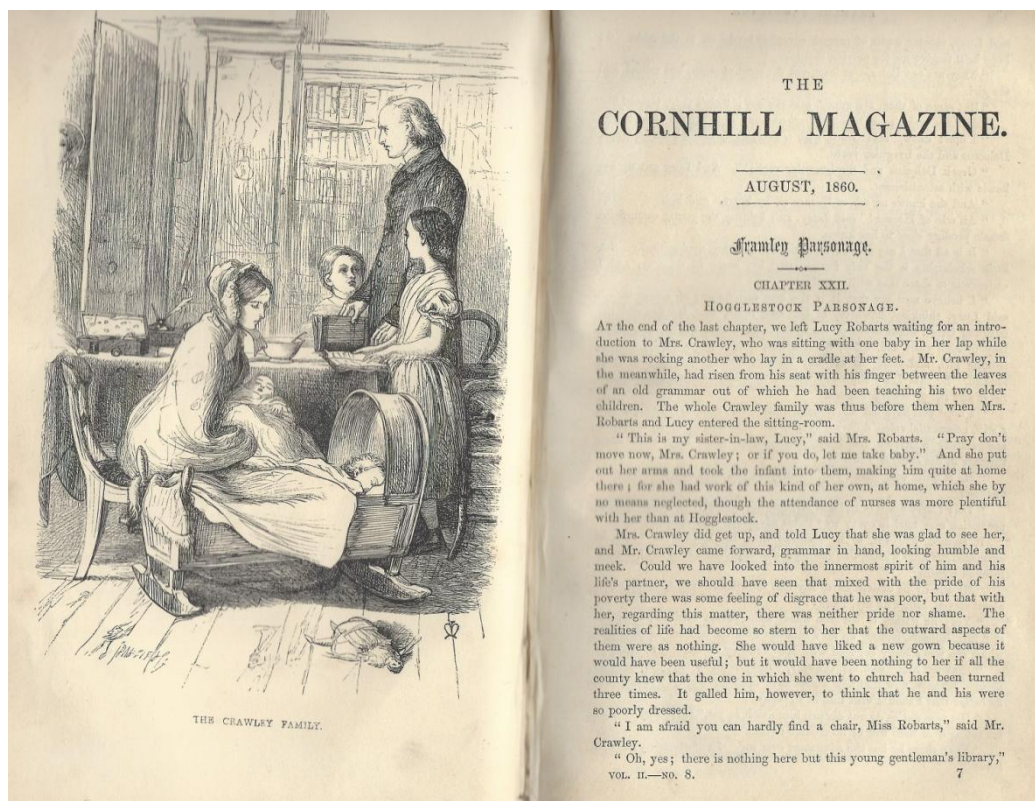 THE CRAWLEY FAMILY.
THE
CORNHILL MAGAZINE.
AUGUST, 1860.
Framley Parsonage.
CHAPTER XXII.
HOGGLESTOCK PARSONAGE.
AT the end of the last chapter, we left Lucy Robarts waiting for an intro-
duction to Mrs. Crawley, who was sitting with one baby in her lap while
she was rocking another who lay in a cradle at her feet. Mr. Crawley, in
the meanwhile, had risen from his seat with his finger between the leaves
of an old grammar out of which he had been teaching his two elder
children. The whole Crawley family was thus before them when Mrs.
Robarts and Lucy entered the sitting-room.
"This is my sister-in-law, Lucy," said Mrs. Robarts. "Pray don't
move now, Mrs. Crawley; or if you do, let me take baby." And she put
out her arms and took the infant into them, making him quite at home
there; for she had work of this kind of her own, at home, which she by
no means neglected, though the attendance of nurses was more plentiful
with her than at Hogglestock.
Mrs. Crawley did get up, and told Lucy that she was glad to see her,
and Mr. Crawley came forward, grammar in hand, looking humble and
meek. Could we have looked into the innermost spirit of him and his
life's partner, we should have seen that mixed with the pride of his
poverty there was some feeling of disgrace that he was poor, but that with
her, regarding this matter, there was neither pride nor shame. The
realities of life had become so stern to her that the outward aspects of
them were as nothing. She would have liked a new gown because it
would have been useful; but it would have been nothing to her if all the
county knew that the one in which she went to church had been turned
three times. It galled him, however, to think that he and his were
so poorly dressed.
"I am afraid you can hardly find a chair, Miss Robarts," said Mr.
Crawley.
"Oh, yes; there is nothing here but this young gentleman's library,"
VOL. II.—NO. 8. 7